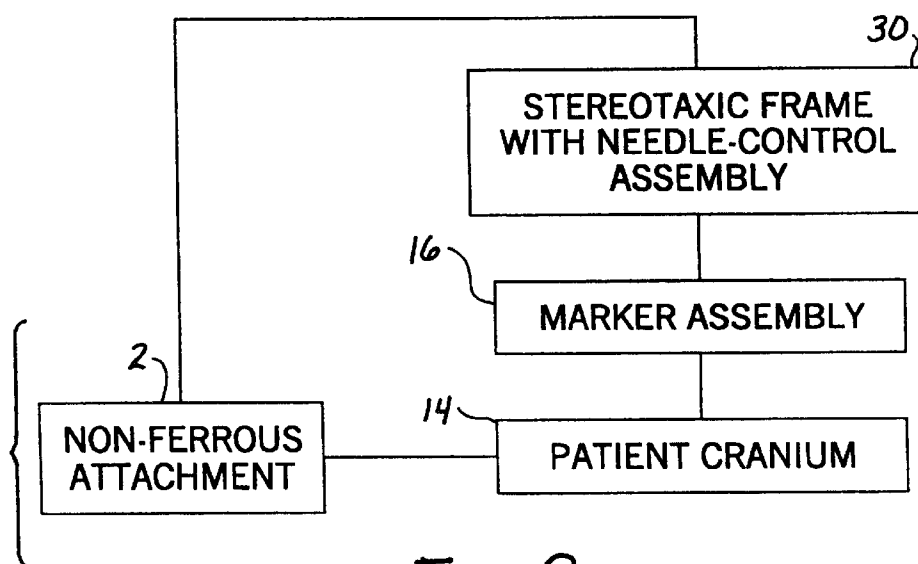 30
STEREOTAXIC FRAME
WITH NEEDLE-CONTROL
ASSEMBLY
16
MARKER ASSEMBLY
2
14
NON-FERROUS
ATTACHMENT
PATIENT CRANIUM